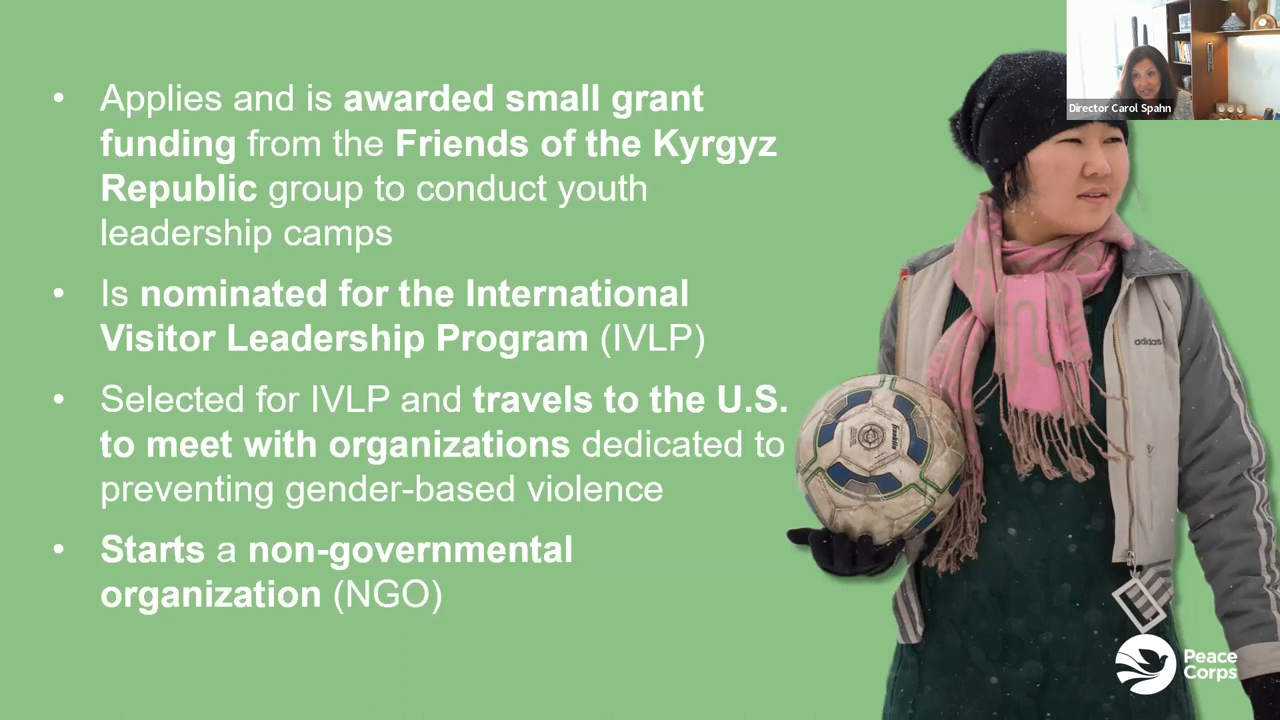 Director Carol Spahn
• Applies and is awarded small grant
funding from the Friends of the Kyrgyz
Republic group to conduct youth
leadership camps
• Is nominated for the International
Visitor Leadership Program (IVLP)
• Selected for IVLP and travels to the U.S.
to meet with organizations dedicated to
preventing gender-based violence
• Starts a non-governmental
organization (NGO)
adidas
Peace
Corps